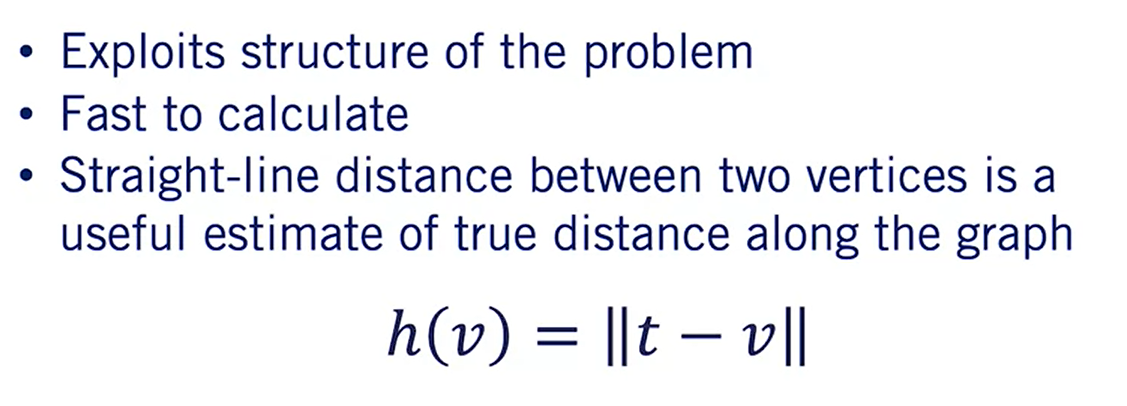 • Exploits structure of the problem
• Fast to calculate
• Straight-line distance between two vertices is a
useful estimate of true distance along the graph
h(v) = ‖t − v‖